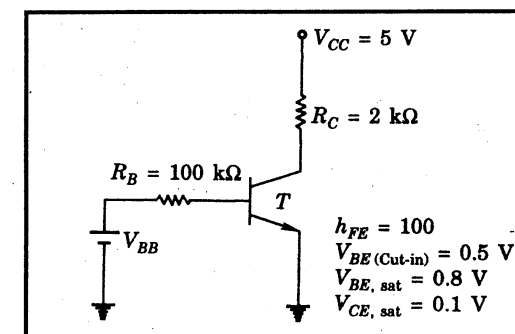 V_CC = 5 V
R_C = 2 kΩ
R_B = 100 kΩ
T
V_BB
h_FE = 100
V_BE (Cut-in) = 0.5 V
V_BE, sat = 0.8 V
V_CE, sat = 0.1 V